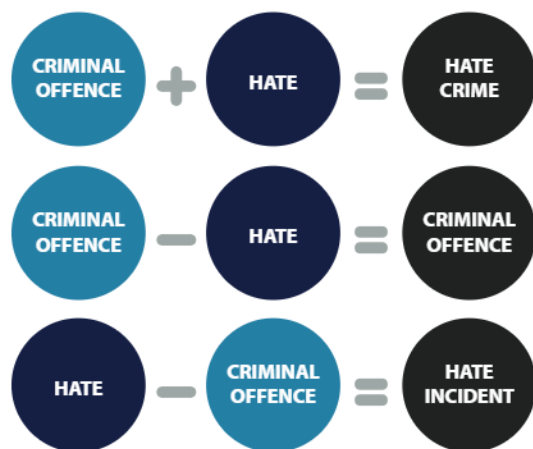 CRIMINAL
OFFENCE
+
HATE
=
HATE
CRIME
CRIMINAL
OFFENCE
−
HATE
=
CRIMINAL
OFFENCE
HATE
−
CRIMINAL
OFFENCE
=
HATE
INCIDENT